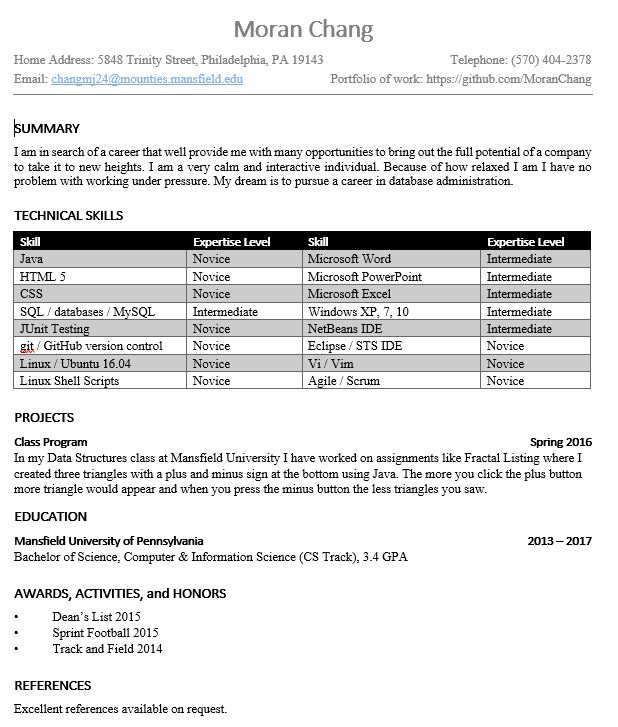 Moran Chang
Home Address: 5848 Trinity Street, Philadelphia, PA 19143 Telephone: (570) 404-2378
Email: changmj24@mounties.mansfield.edu Portfolio of work: https://github.com/MoranChang
SUMMARY
I am in search of a career that well provide me with many opportunities to bring out the full potential of a company
to take it to new heights. I am a very calm and interactive individual. Because of how relaxed I am I have no
problem with working under pressure. My dream is to pursue a career in database administration.
TECHNICAL SKILLS
Skill Expertise Level Skill Expertise Level
Java Novice Microsoft Word Intermediate
HTML 5 Novice Microsoft PowerPoint Intermediate
CSS Novice Microsoft Excel Intermediate
SQL / databases / MySQL Intermediate Windows XP, 7, 10 Intermediate
JUnit Testing Novice NetBeans IDE Intermediate
git / GitHub version control Novice Eclipse / STS IDE Novice
Linux / Ubuntu 16.04 Novice Vi / Vim Novice
Linux Shell Scripts Novice Agile / Scrum Novice
PROJECTS
Class Program Spring 2016
In my Data Structures class at Mansfield University I have worked on assignments like Fractal Listing where I
created three triangles with a plus and minus sign at the bottom using Java. The more you click the plus button
more triangle would appear and when you press the minus button the less triangles you saw.
EDUCATION
Mansfield University of Pennsylvania 2013 – 2017
Bachelor of Science, Computer & Information Science (CS Track), 3.4 GPA
AWARDS, ACTIVITIES, and HONORS
• Dean's List 2015
• Sprint Football 2015
• Track and Field 2014
REFERENCES
Excellent references available on request.